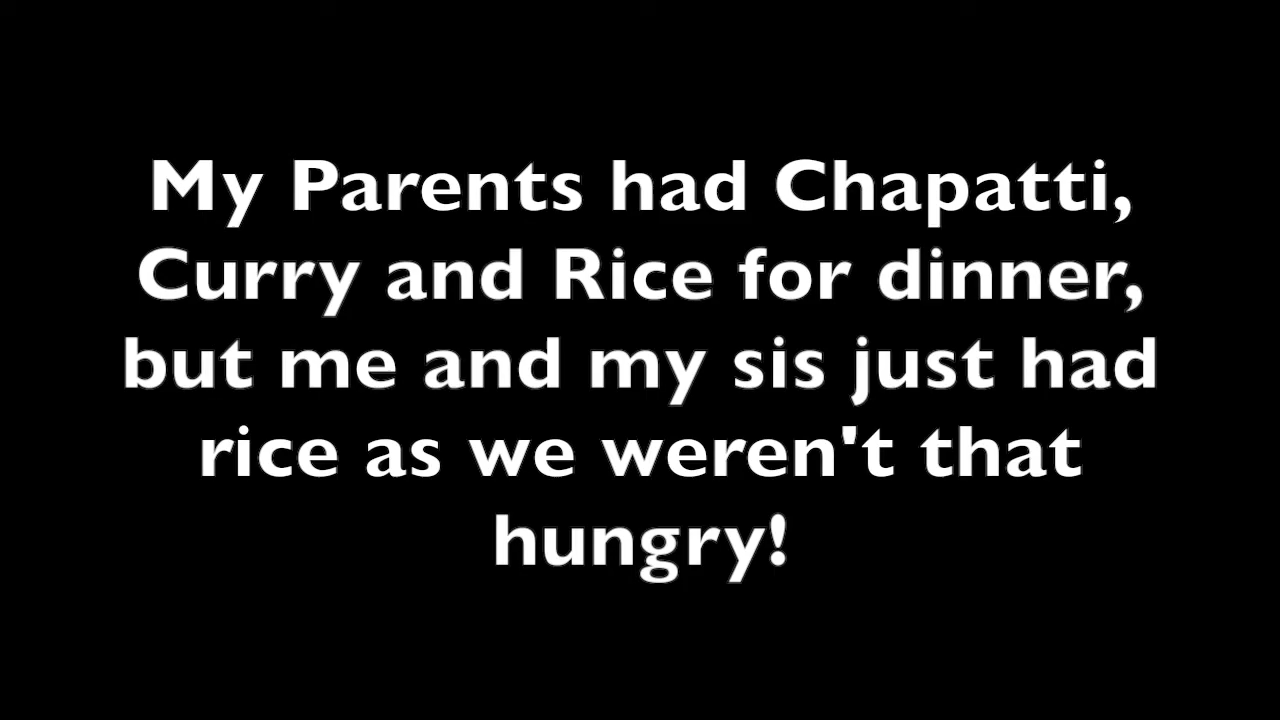 My Parents had Chapatti,
Curry and Rice for dinner,
but me and my sis just had
rice as we weren't that
hungry!